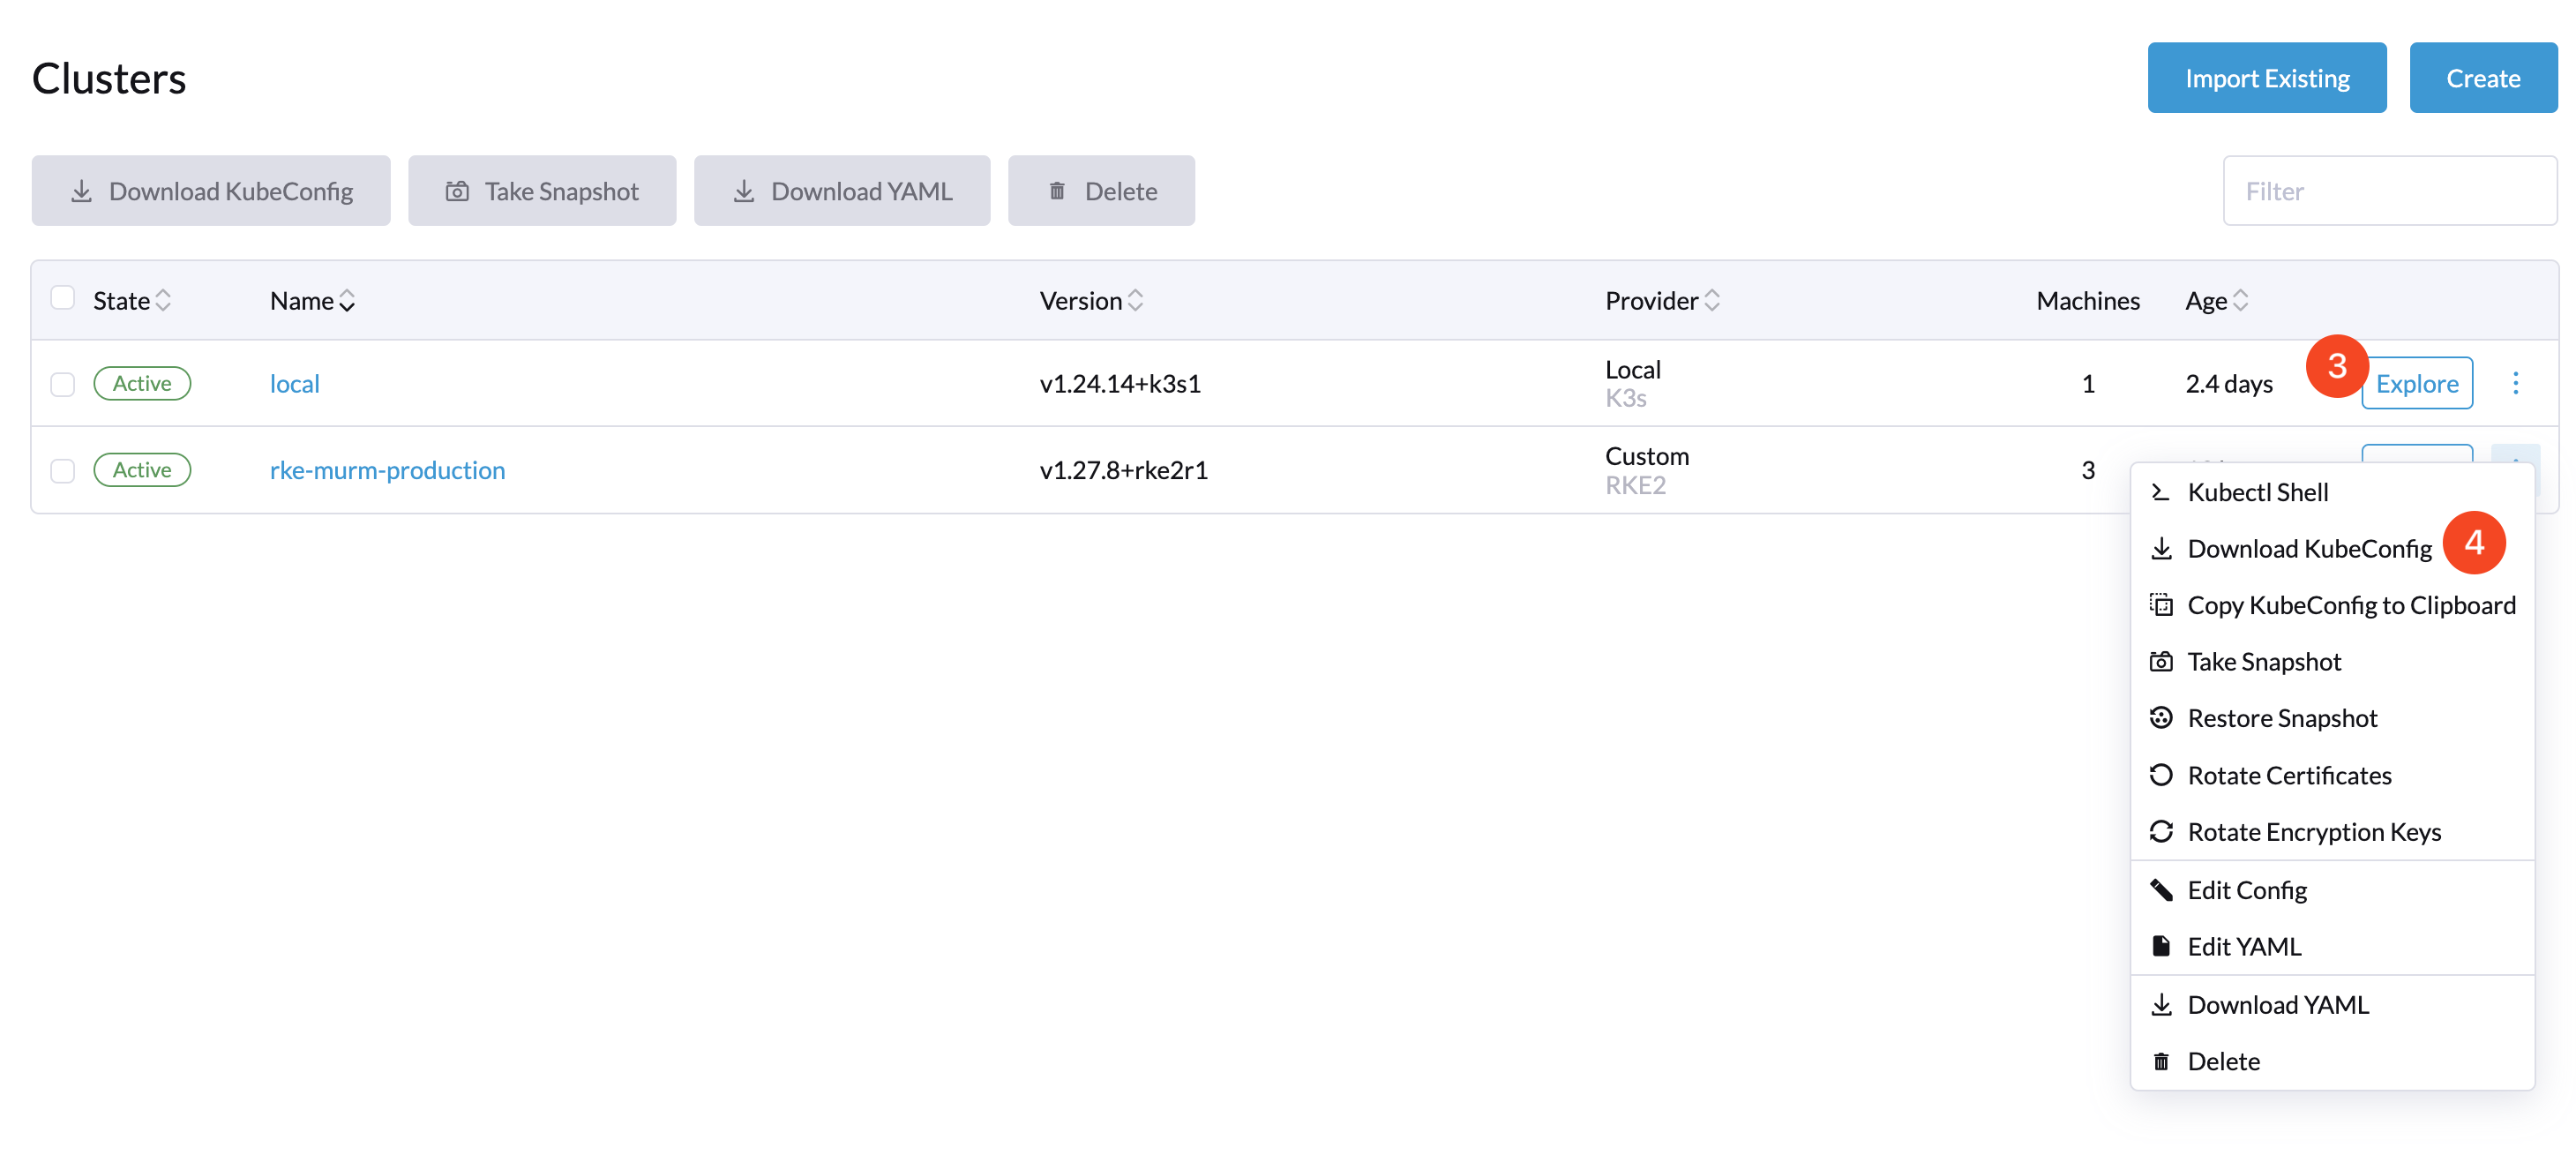 Clusters
Import Existing
Create
Download KubeConfig
Take Snapshot
Download YAML
Delete
Filter
State
Name
Version
Provider
Machines
Age
Active
local
v1.24.14+k3s1
Local
K3s
1
2.4 days
3
Explore
Active
rke-murm-production
v1.27.8+rke2r1
Custom
RKE2
3
Kubectl Shell
Download KubeConfig
4
Copy KubeConfig to Clipboard
Take Snapshot
Restore Snapshot
Rotate Certificates
Rotate Encryption Keys
Edit Config
Edit YAML
Download YAML
Delete